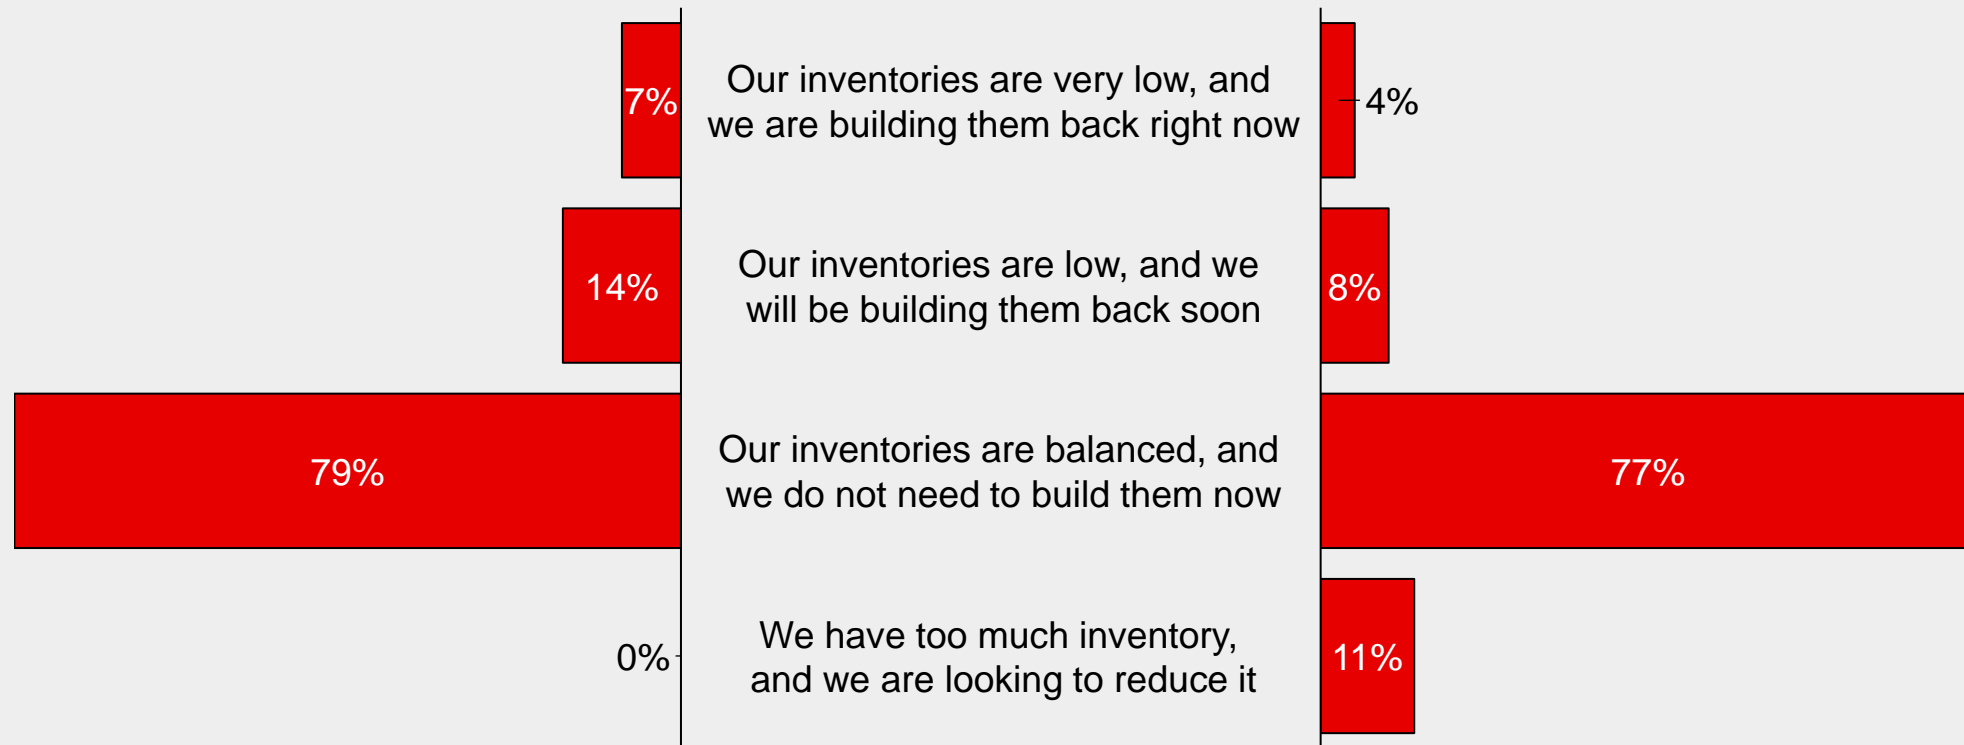 7%
Our inventories are very low, and
we are building them back right now
4%
14%
Our inventories are low, and we
will be building them back soon
8%
79%
Our inventories are balanced, and
we do not need to build them now
77%
0%
We have too much inventory,
and we are looking to reduce it
11%